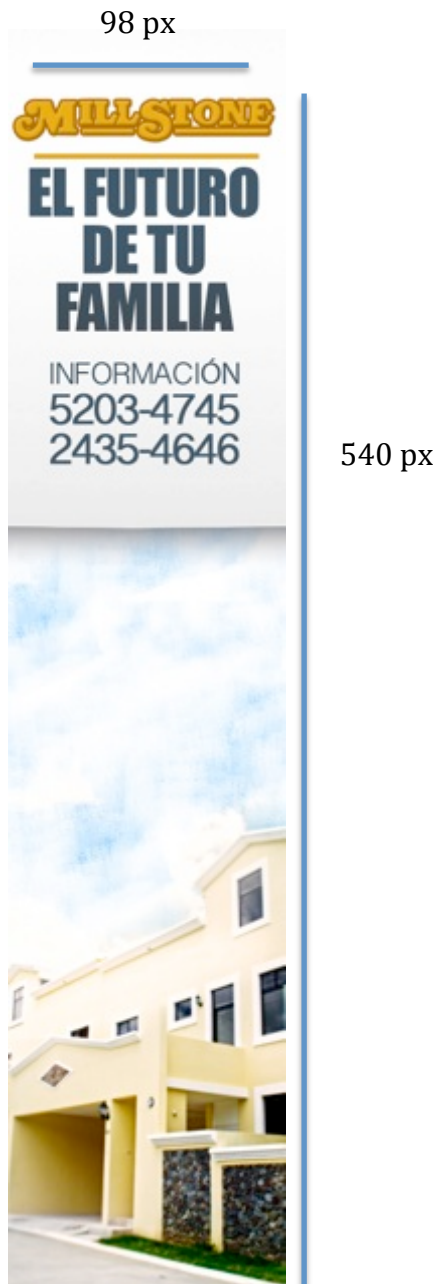 98 px
MILLSTONE
EL FUTURO
DE TU
FAMILIA
INFORMACIÓN
5203-4745
2435-4646
540 px